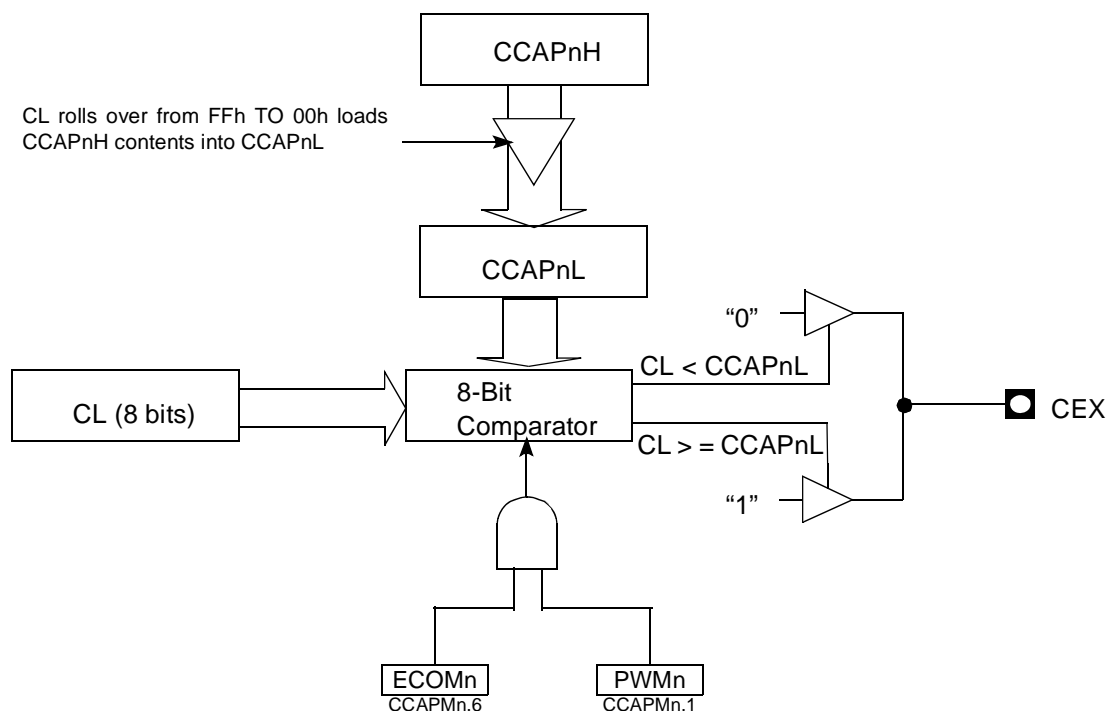 CCAPnH
CL rolls over from FFh TO 00h loads
CCAPnH contents into CCAPnL
CCAPnL
“0”
CL < CCAPnL
CL (8 bits)
8-Bit
Comparator
CEX
CL > = CCAPnL
“1”
ECOMn
CCAPMn.6
PWMn
CCAPMn.1